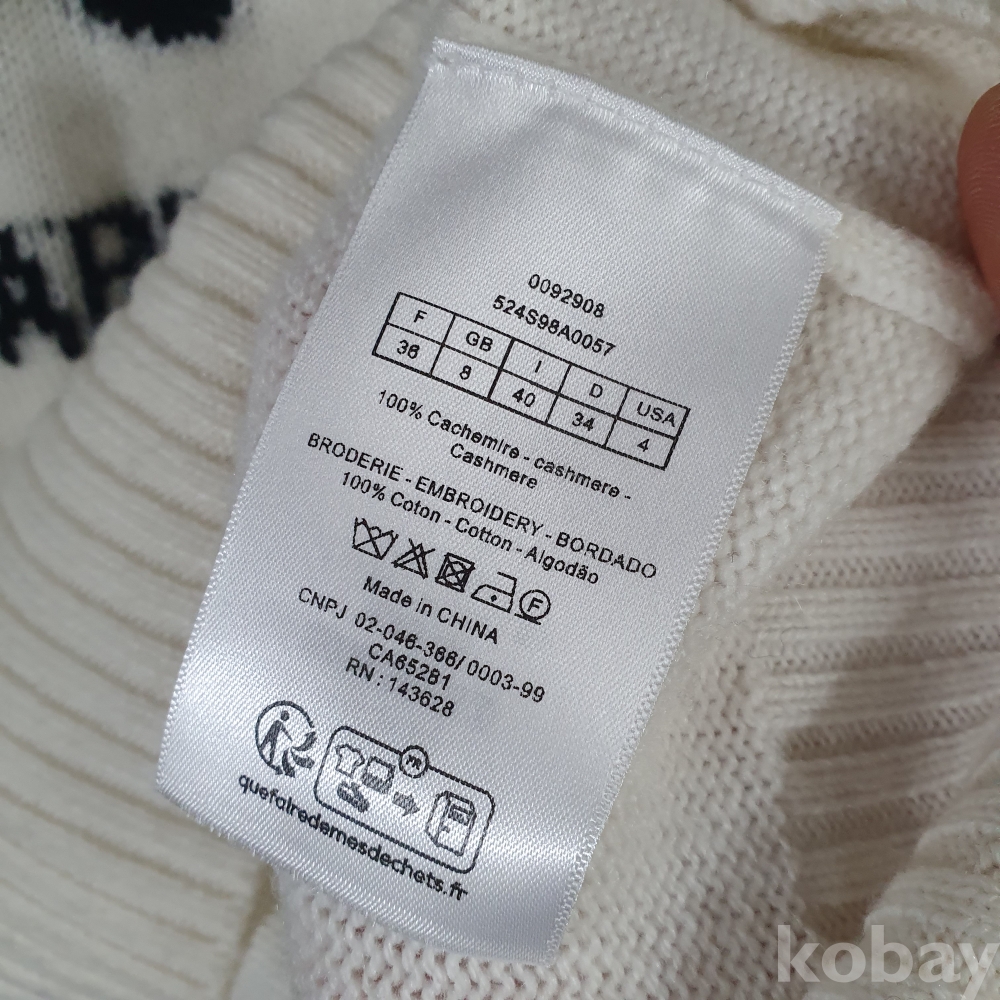 0092908
524S98A0057
F GB I D USA
36 8 40 34 4
100% Cachemire - cashmere -
Cashmere
BRODERIE - EMBROIDERY - BORDADO
100% Coton - Cotton - Algodão
F
Made in CHINA
CNPJ 02-046-366/ 0003-99
CA65281
RN : 143628
FR
quefairedemesdechets.fr
kobay